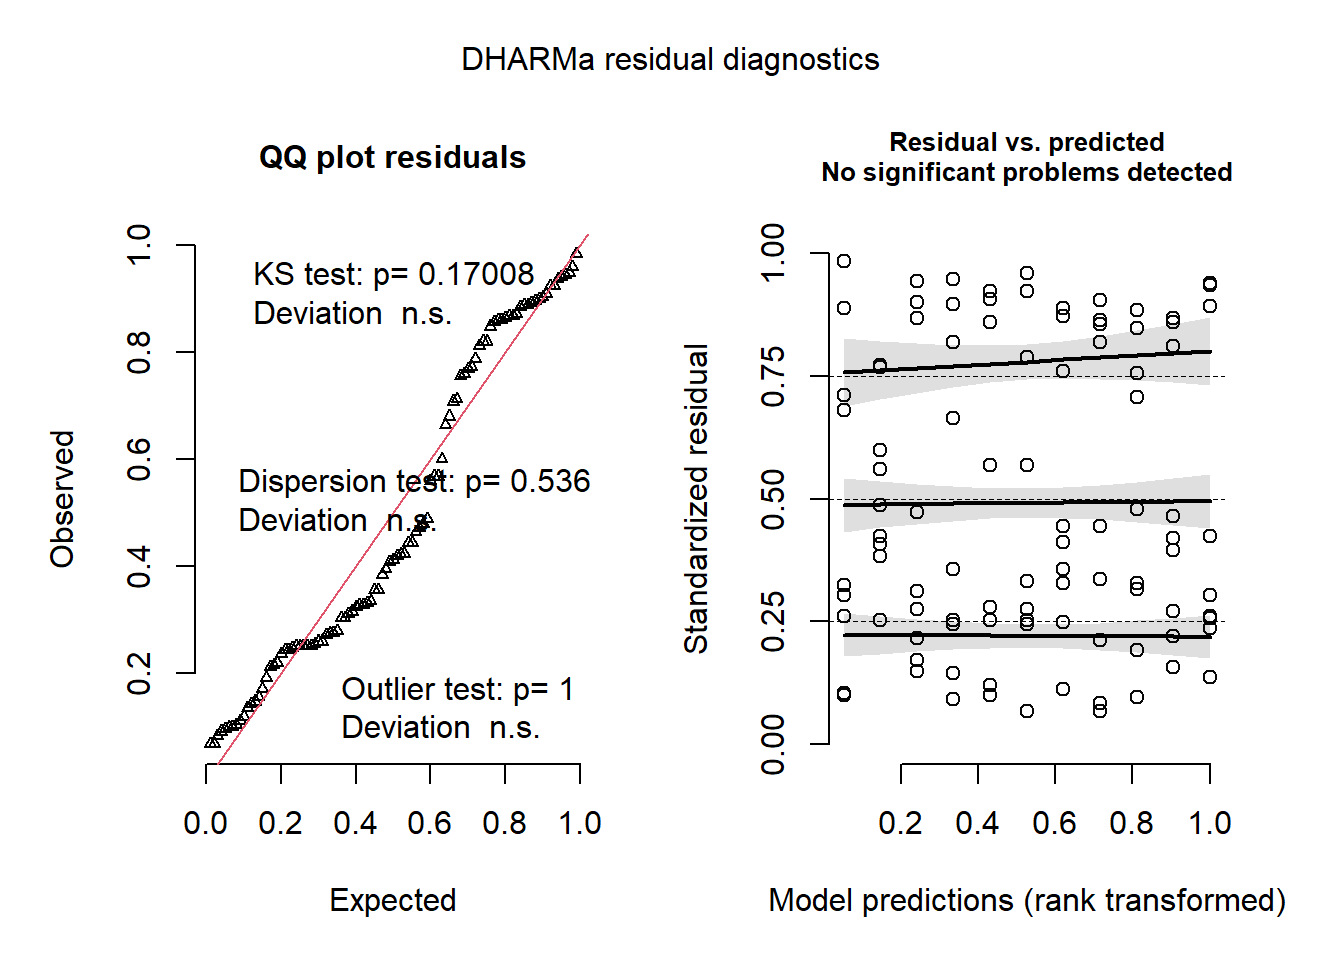 DHARMa residual diagnostics
QQ plot residuals
KS test: p= 0.17008
Deviation  n.s.
Dispersion test: p= 0.536
Deviation  n.s.
Outlier test: p= 1
Deviation  n.s.
Observed
1.0
0.8
0.6
0.4
0.2
0.0 0.2 0.4 0.6 0.8 1.0
Expected
Residual vs. predicted
No significant problems detected
Standardized residual
1.00
0.75
0.50
0.25
0.00
0.2 0.4 0.6 0.8 1.0
Model predictions (rank transformed)